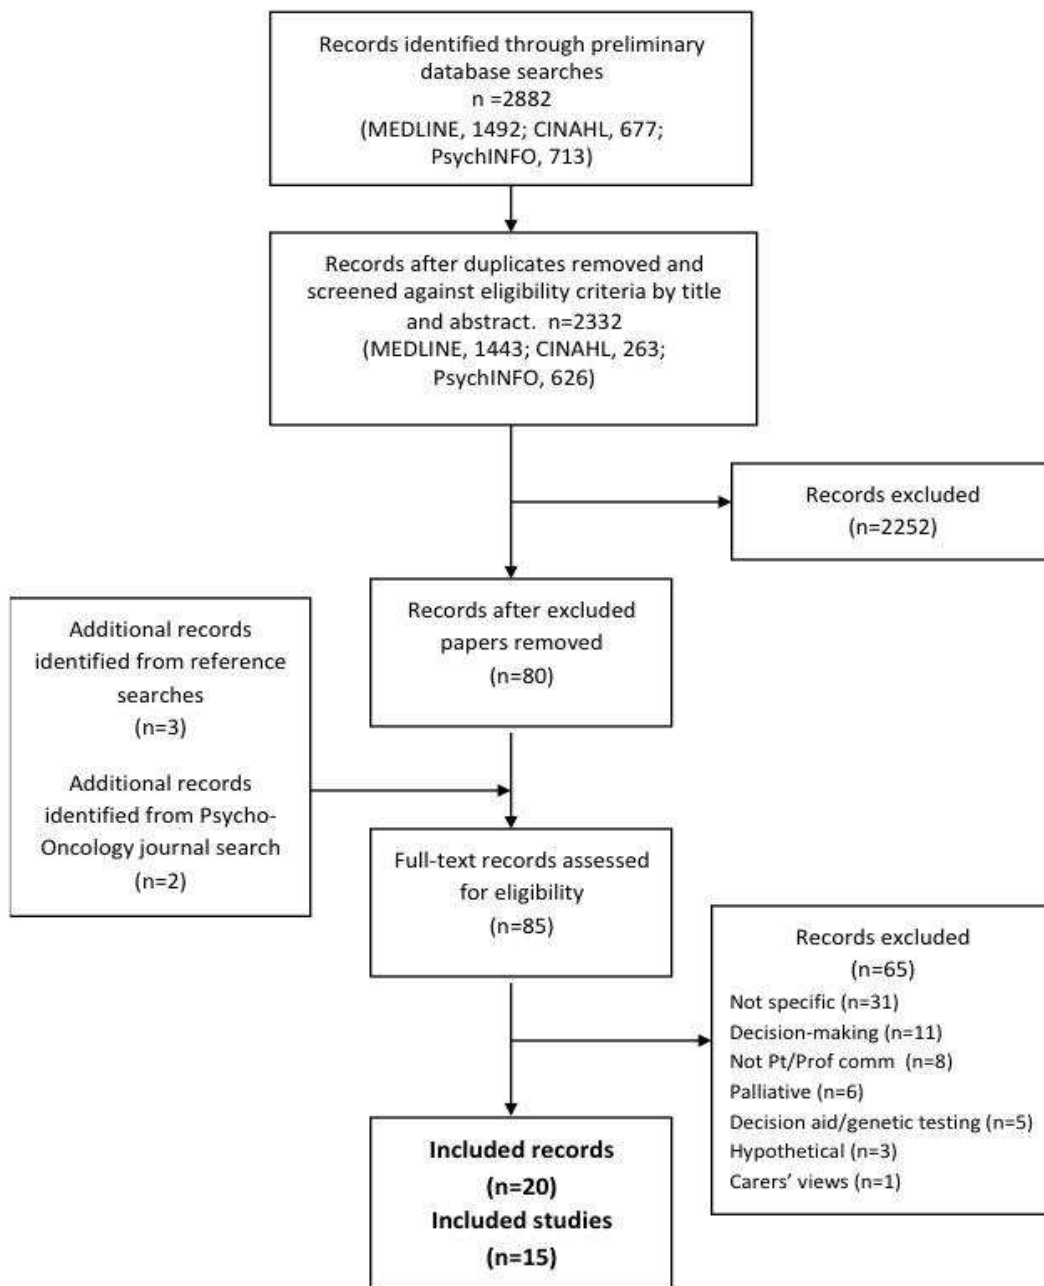 Records identified through preliminary
database searches
n =2882
(MEDLINE, 1492; CINAHL, 677;
PsychINFO, 713)
Records after duplicates removed and
screened against eligibility criteria by title
and abstract.  n=2332
(MEDLINE, 1443; CINAHL, 263;
PsychINFO, 626)
Records excluded
(n=2252)
Records after excluded
papers removed
(n=80)
Additional records
identified from reference
searches
(n=3)
Additional records
identified from Psycho-
Oncology journal search
(n=2)
Full-text records assessed
for eligibility
(n=85)
Records excluded
(n=65)
Not specific (n=31)
Decision-making (n=11)
Not Pt/Prof comm  (n=8)
Palliative (n=6)
Decision aid/genetic testing (n=5)
Hypothetical (n=3)
Carers’ views (n=1)
Included records
(n=20)
Included studies
(n=15)